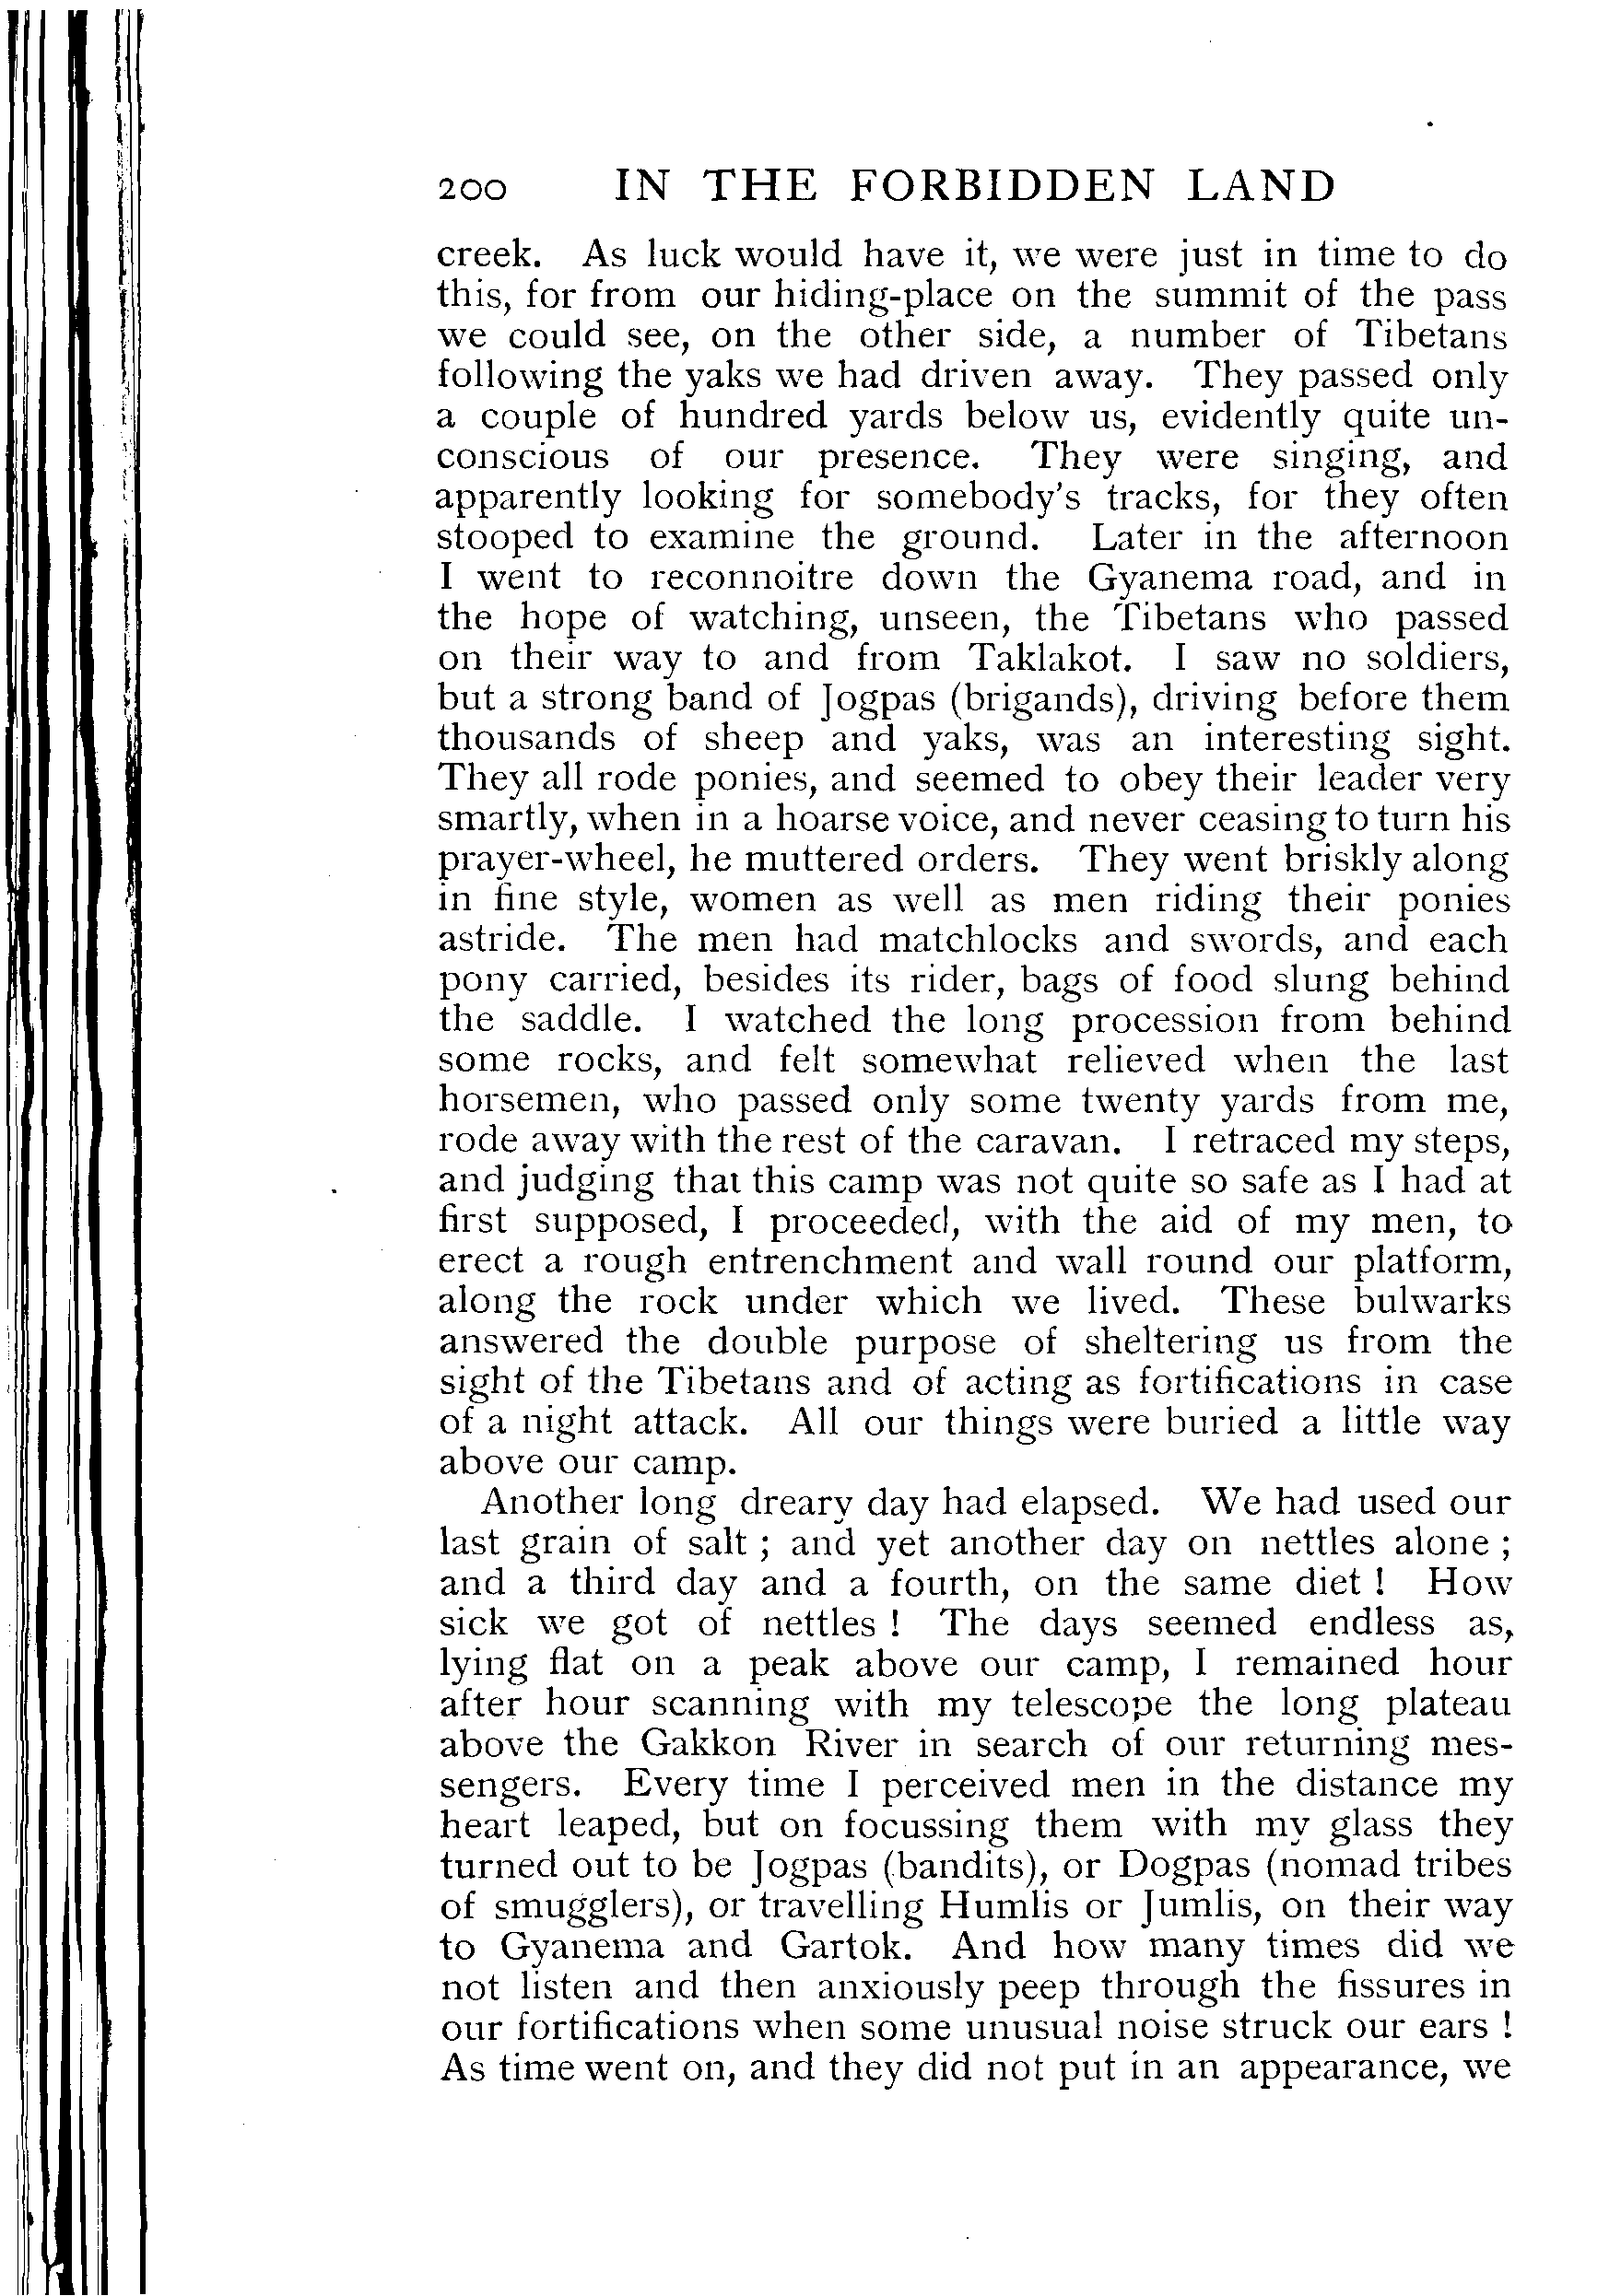 200 IN THE FORBIDDEN LAND
creek. As luck would have it, we were just in time to do
this, for from our hiding-place on the summit of the pass
we could see, on the other side, a number of Tibetans
following the yaks we had driven away. They passed only
a couple of hundred yards below us, evidently quite un-
conscious of our presence. They were singing, and
apparently looking for somebody's tracks, for they often
stooped to examine the ground. Later in the afternoon
I went to reconnoitre down the Gyanema road, and in
the hope of watching, unseen, the Tibetans who passed
on their way to and from Taklakot. I saw no soldiers,
but a strong band of Jogpas (brigands), driving before them
thousands of sheep and yaks, was an interesting sight.
They all rode ponies, and seemed to obey their leader very
smartly, when in a hoarse voice, and never ceasing to turn his
prayer-wheel, he muttered orders. They went briskly along
in fine style, women as well as men riding their ponies
astride. The men had matchlocks and swords, and each
pony carried, besides its rider, bags of food slung behind
the saddle. I watched the long procession from behind
some rocks, and felt somewhat relieved when the last
horsemen, who passed only some twenty yards from me,
rode away with the rest of the caravan. I retraced my steps,
and judging that this camp was not quite so safe as I had at
first supposed, I proceeded, with the aid of my men, to
erect a rough entrenchment and wall round our platform,
along the rock under which we lived. These bulwarks
answered the double purpose of sheltering us from the
sight of the Tibetans and of acting as fortifications in case
of a night attack. All our things were buried a little way
above our camp.
Another long dreary day had elapsed. We had used our
last grain of salt ; and yet another day on nettles alone ;
and a third day and a fourth, on the same diet ! How
sick we got of nettles ! The days seemed endless as,
lying flat on a peak above our camp, I remained hour
after hour scanning with my telescope the long plateau
above the Gakkon River in search of our returning mes-
sengers. Every time I perceived men in the distance my
heart leaped, but on focussing them with my glass they
turned out to be Jogpas (bandits), or Dogpas (nomad tribes
of smugglers), or travelling Humlis or Jumlis, on their way
to Gyanema and Gartok. And how many times did we
not listen and then anxiously peep through the fissures in
our fortifications when some unusual noise struck our ears !
As time went on, and they did not put in an appearance, we